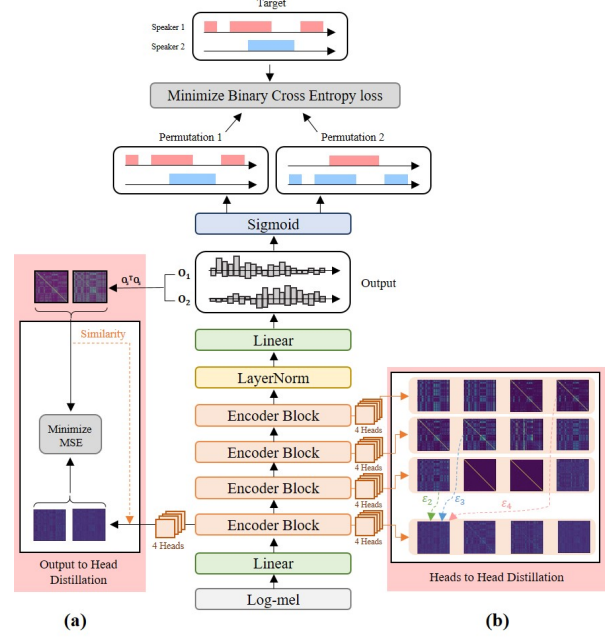 Target
Speaker 1
Speaker 2
Minimize Binary Cross Entropy loss
Permutation 1
Permutation 2
Sigmoid
O₁ᵀO₁
O₁
O₂
Output
Similarity
Linear
LayerNorm
Encoder Block
4 Heads
Encoder Block
4 Heads
Minimize
MSE
Encoder Block
4 Heads
ε₂
ε₃
ε₄
Encoder Block
4 Heads
4 Heads
Output to Head
Distillation
Linear
Heads to Head Distillation
Log-mel
(a)
(b)